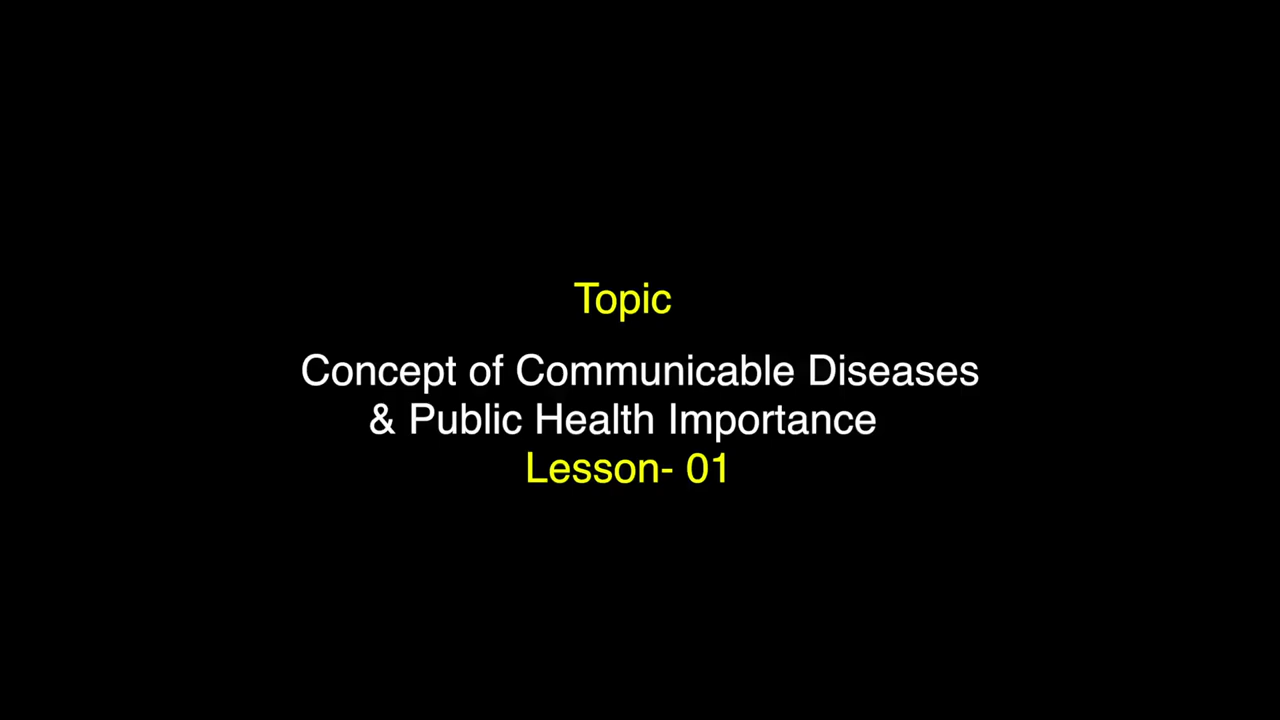 Topic
Concept of Communicable Diseases
& Public Health Importance
Lesson- 01